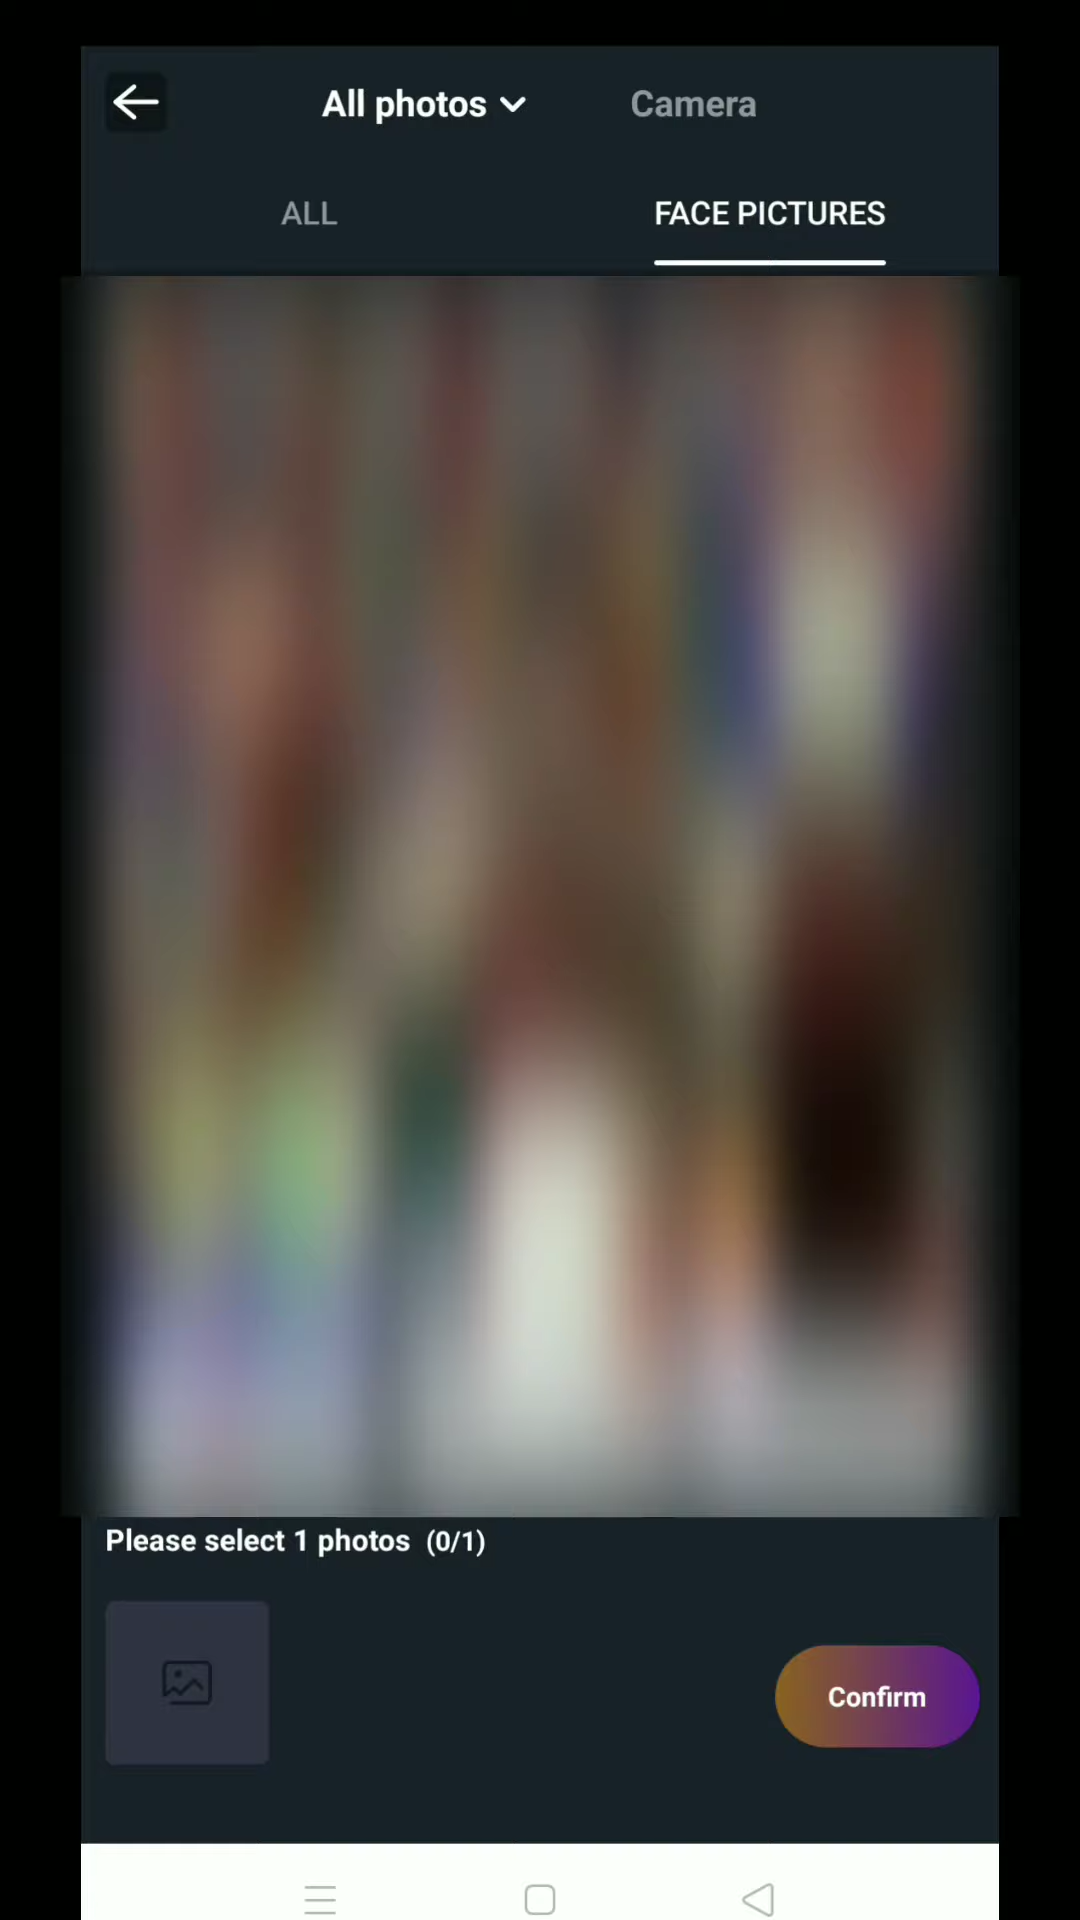 All photos
Camera
ALL
FACE PICTURES
Please select 1 photos (0/1)
Confirm